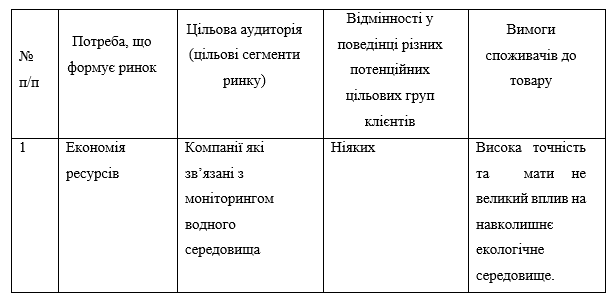 №
п/п
Потреба, що
формує ринок
Цільова аудиторія
(цільові сегменти
ринку)
Відмінності у
поведінці різних
потенційних
цільових груп
клієнтів
Вимоги
споживачів до
товару
1
Економія
ресурсів
Компанії які
зв’язані з
моніторингом
водного
середовища
Ніяких
Висока точність
та мати не
великий вплив на
навколишнє
екологічне
середовище.